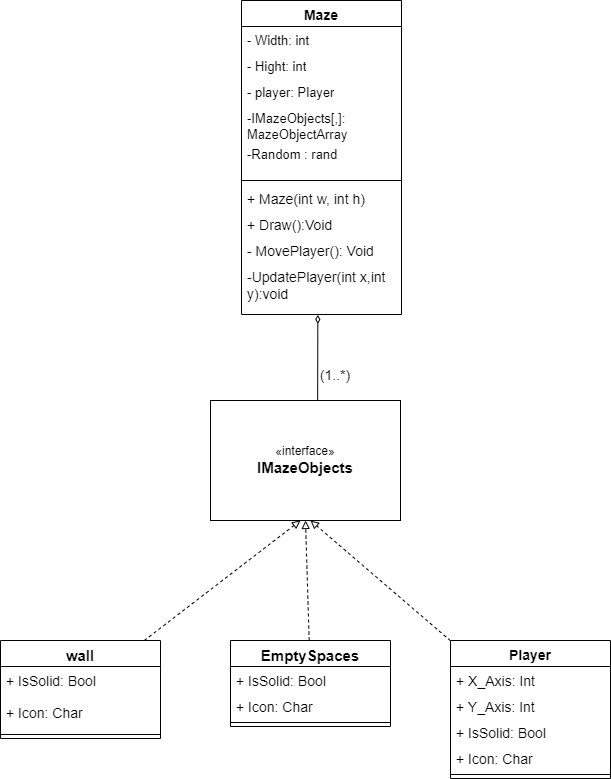 Maze
- Width: int
- Hight: int
- player: Player
-IMazeObjects[,]:
MazeObjectArray
-Random : rand
+ Maze(int w, int h)
+ Draw():Void
- MovePlayer(): Void
-UpdatePlayer(int x,int
y):void
(1..*)
«interface»
IMazeObjects
wall
+ IsSolid: Bool
+ Icon: Char
EmptySpaces
+ IsSolid: Bool
+ Icon: Char
Player
+ X_Axis: Int
+ Y_Axis: Int
+ IsSolid: Bool
+ Icon: Char